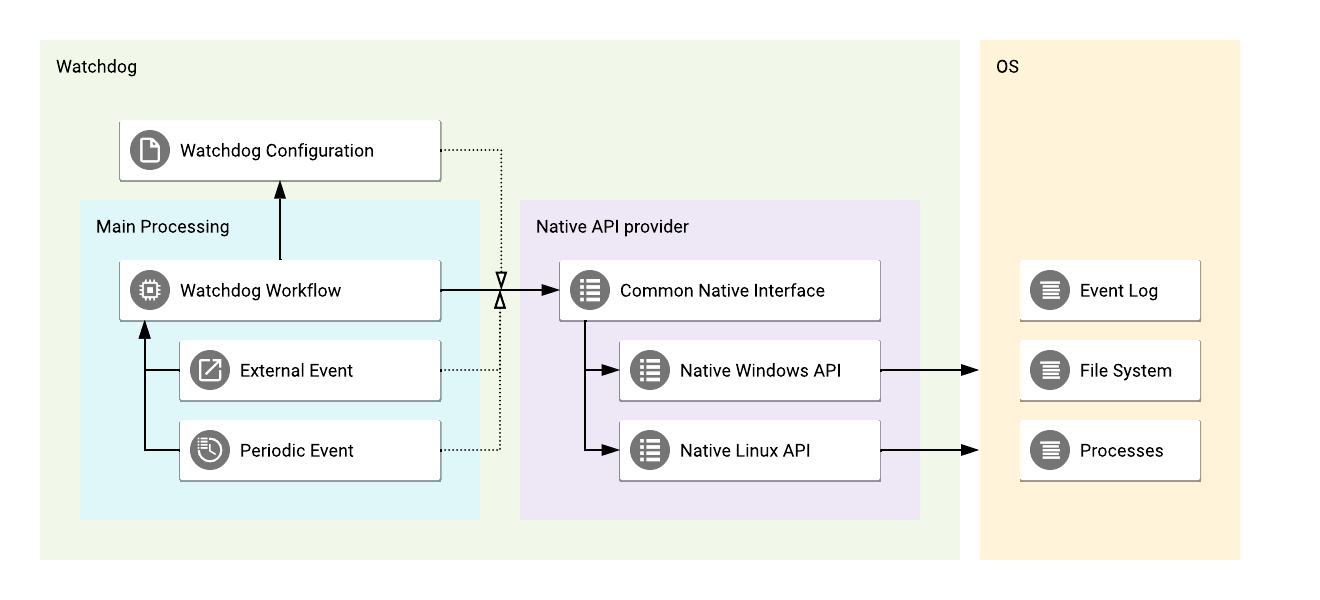 Watchdog
OS
Watchdog Configuration
Main Processing
Native API provider
Watchdog Workflow
Common Native Interface
Event Log
External Event
Native Windows API
File System
Periodic Event
Native Linux API
Processes